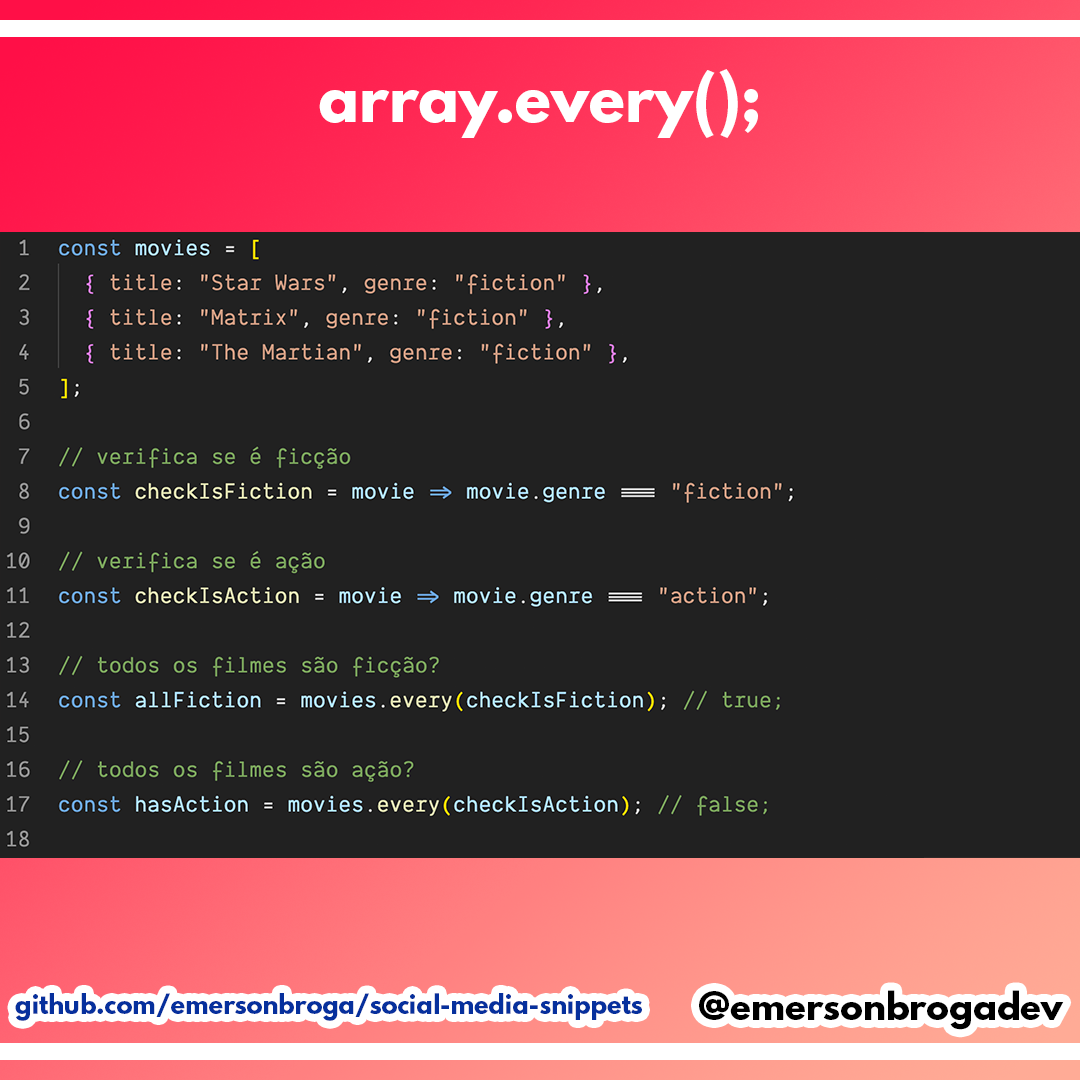 array.every();
1 const movies = [
2   { title: "Star Wars", genre: "fiction" },
3   { title: "Matrix", genre: "fiction" },
4   { title: "The Martian", genre: "fiction" },
5 ];
6
7 // verifica se é ficção
8 const checkIsFiction = movie => movie.genre === "fiction";
9
10 // verifica se é ação
11 const checkIsAction = movie => movie.genre === "action";
12
13 // todos os filmes são ficção?
14 const allFiction = movies.every(checkIsFiction); // true;
15
16 // todos os filmes são ação?
17 const hasAction = movies.every(checkIsAction); // false;
18
github.com/emersonbroga/social-media-snippets
@emersonbrogadev